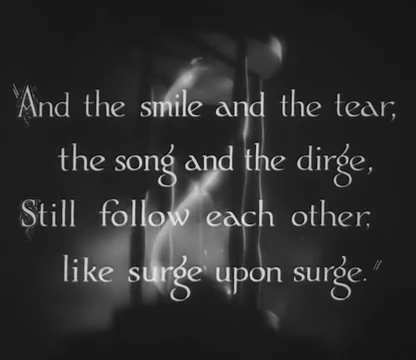 "And the smile and the tear,
the song and the dirge,
Still follow each other,
like surge upon surge."